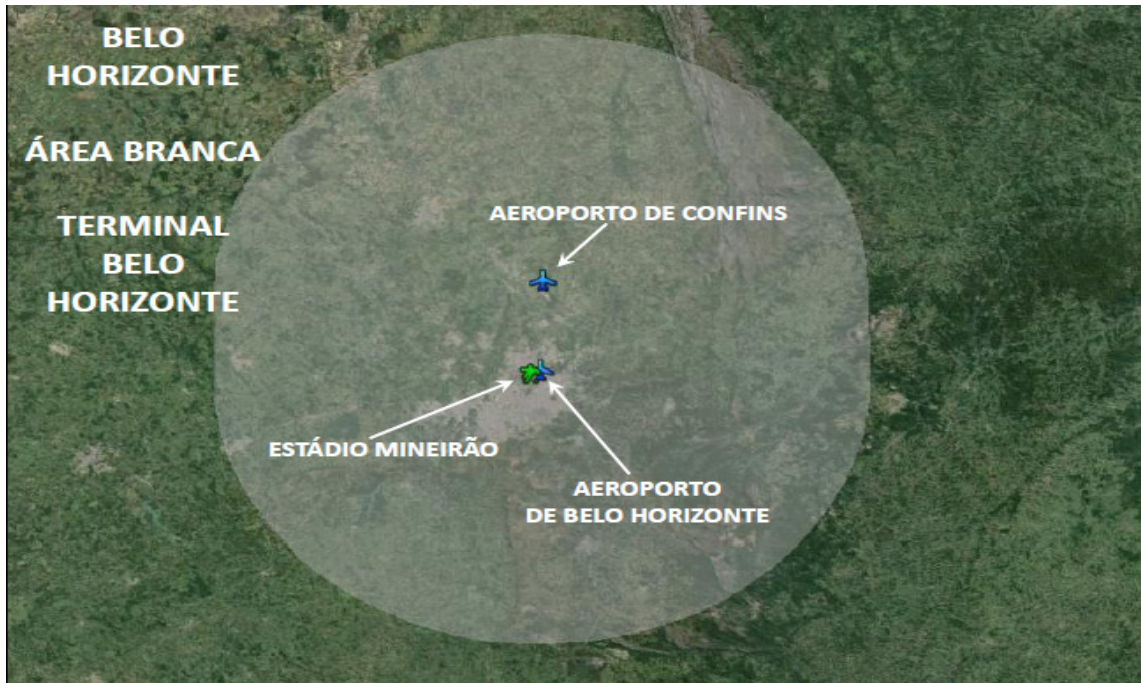 BELO
HORIZONTE
ÁREA BRANCA
TERMINAL
BELO
HORIZONTE
AEROPORTO DE CONFINS
ESTÁDIO MINEIRÃO
AEROPORTO
DE BELO HORIZONTE